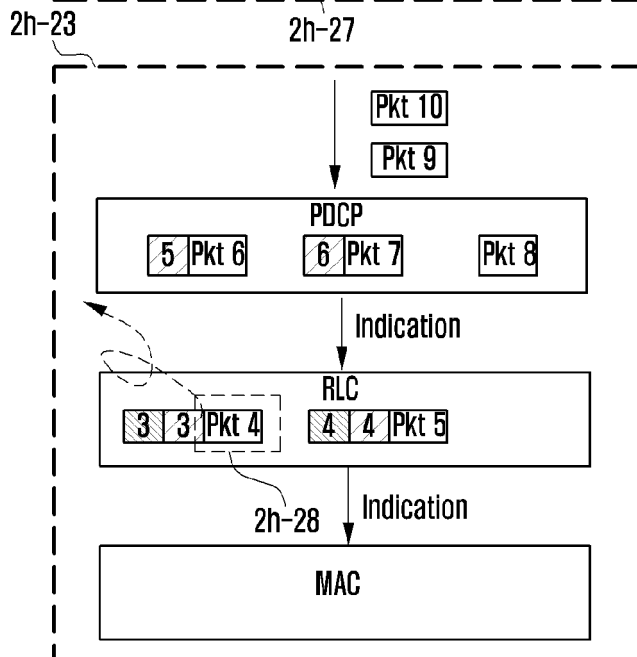 2h-23
2h-27
Pkt 10
Pkt 9
PDCP
5 Pkt 6 6 Pkt 7 Pkt 8
Indication
RLC
3 3 Pkt 4 4 4 Pkt 5
2h-28
Indication
MAC